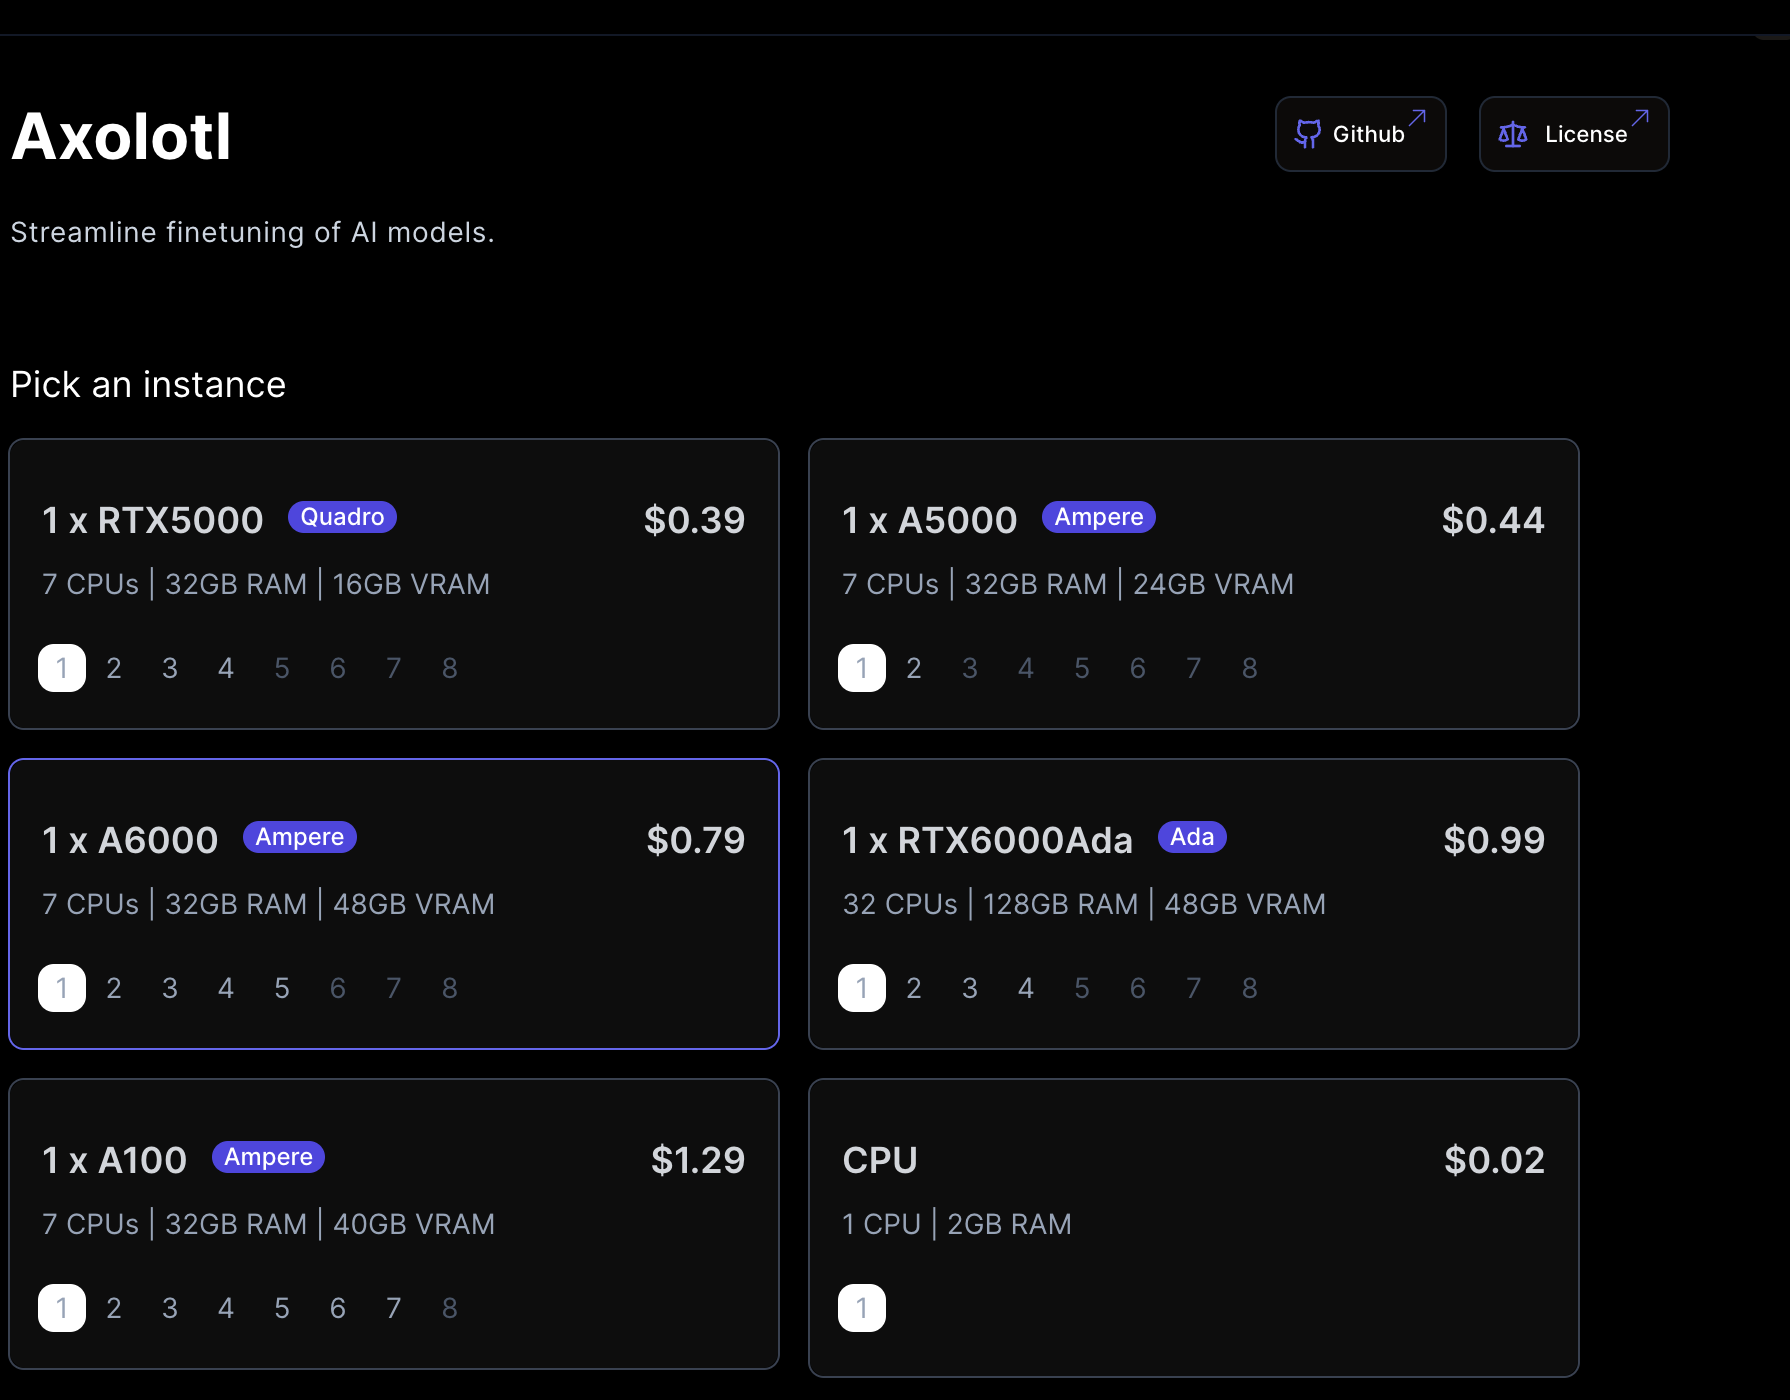 Axolotl
Github
License
Streamline finetuning of AI models.
Pick an instance
1 x RTX5000 Quadro $0.39
7 CPUs | 32GB RAM | 16GB VRAM
1 2 3 4 5 6 7 8
1 x A5000 Ampere $0.44
7 CPUs | 32GB RAM | 24GB VRAM
1 2 3 4 5 6 7 8
1 x A6000 Ampere $0.79
7 CPUs | 32GB RAM | 48GB VRAM
1 2 3 4 5 6 7 8
1 x RTX6000Ada Ada $0.99
32 CPUs | 128GB RAM | 48GB VRAM
1 2 3 4 5 6 7 8
1 x A100 Ampere $1.29
7 CPUs | 32GB RAM | 40GB VRAM
1 2 3 4 5 6 7 8
CPU $0.02
1 CPU | 2GB RAM
1